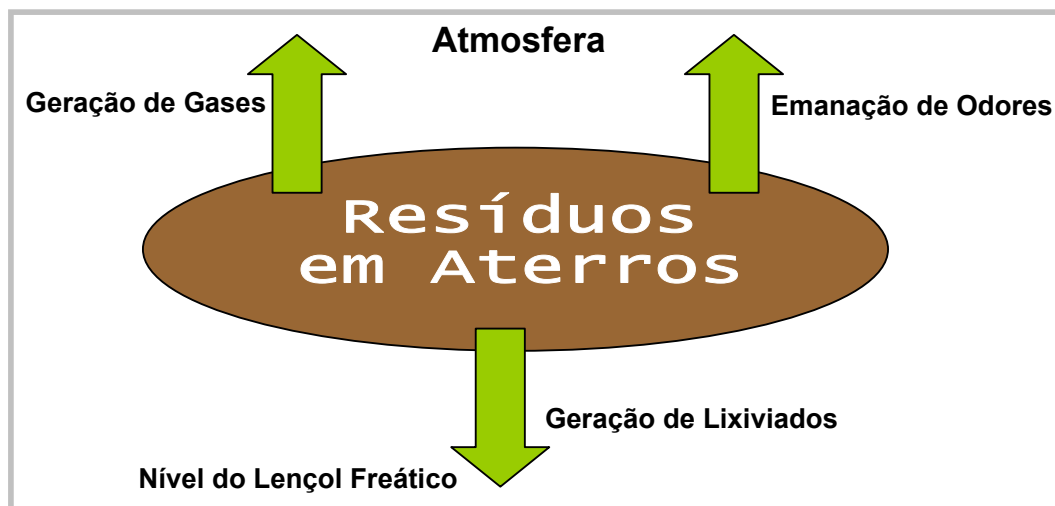 Atmosfera
Geração de Gases
Emanação de Odores
Resíduos
em Aterros
Geração de Lixiviados
Nível do Lençol Freático